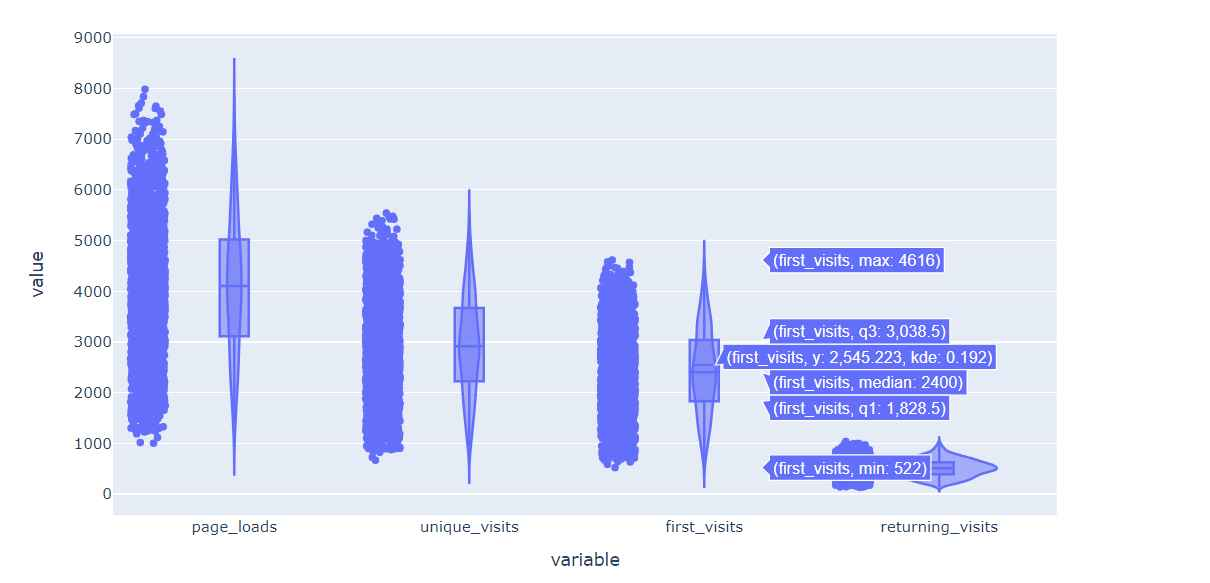 9000
8000
7000
6000
5000
4000
3000
2000
1000
0
value
(first_visits, max: 4616)
(first_visits, q3: 3,038.5)
(first_visits, y: 2,545.223, kde: 0.192)
(first_visits, median: 2400)
(first_visits, q1: 1,828.5)
(first_visits, min: 522)
page_loads
unique_visits
first_visits
returning_visits
variable